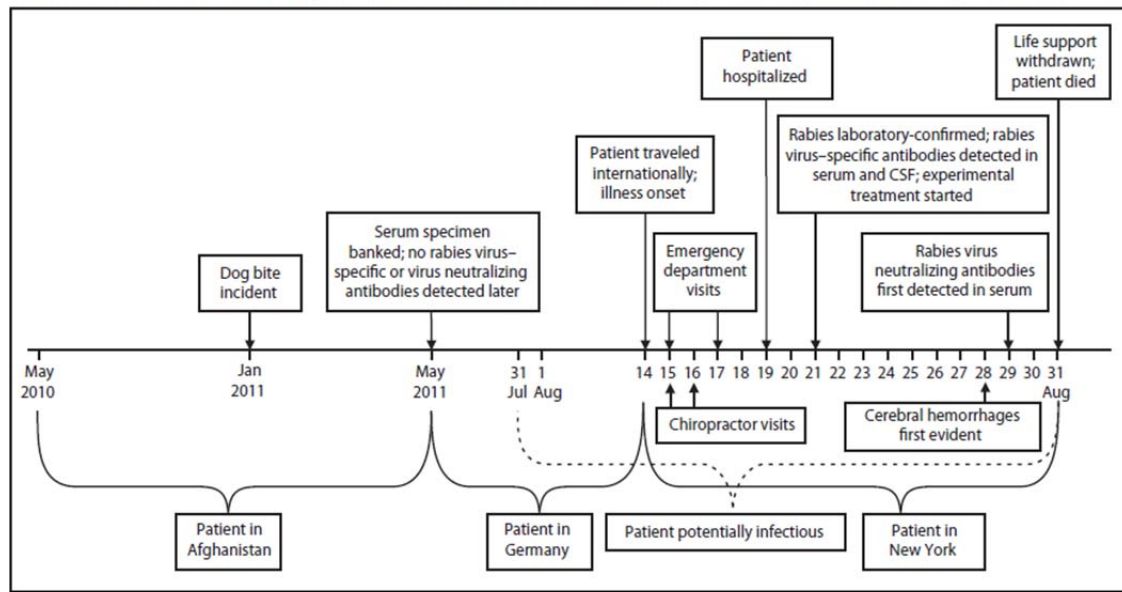 Life support
withdrawn;
patient died
Patient
hospitalized
Rabies laboratory-confirmed; rabies
virus–specific antibodies detected in
serum and CSF; experimental
treatment started
Patient traveled
internationally;
illness onset
Serum specimen
banked; no rabies virus–
specific or virus neutralizing
antibodies detected later
Emergency
department
visits
Rabies virus
neutralizing antibodies
first detected in serum
Dog bite
incident
May
2010
Jan
2011
May
2011
31
Jul
1
Aug
14 15 16 17 18 19 20 21 22 23 24 25 26 27 28 29 30 31
Aug
Chiropractor visits
Cerebral hemorrhages
first evident
Patient in
Afghanistan
Patient in
Germany
Patient potentially infectious
Patient in
New York